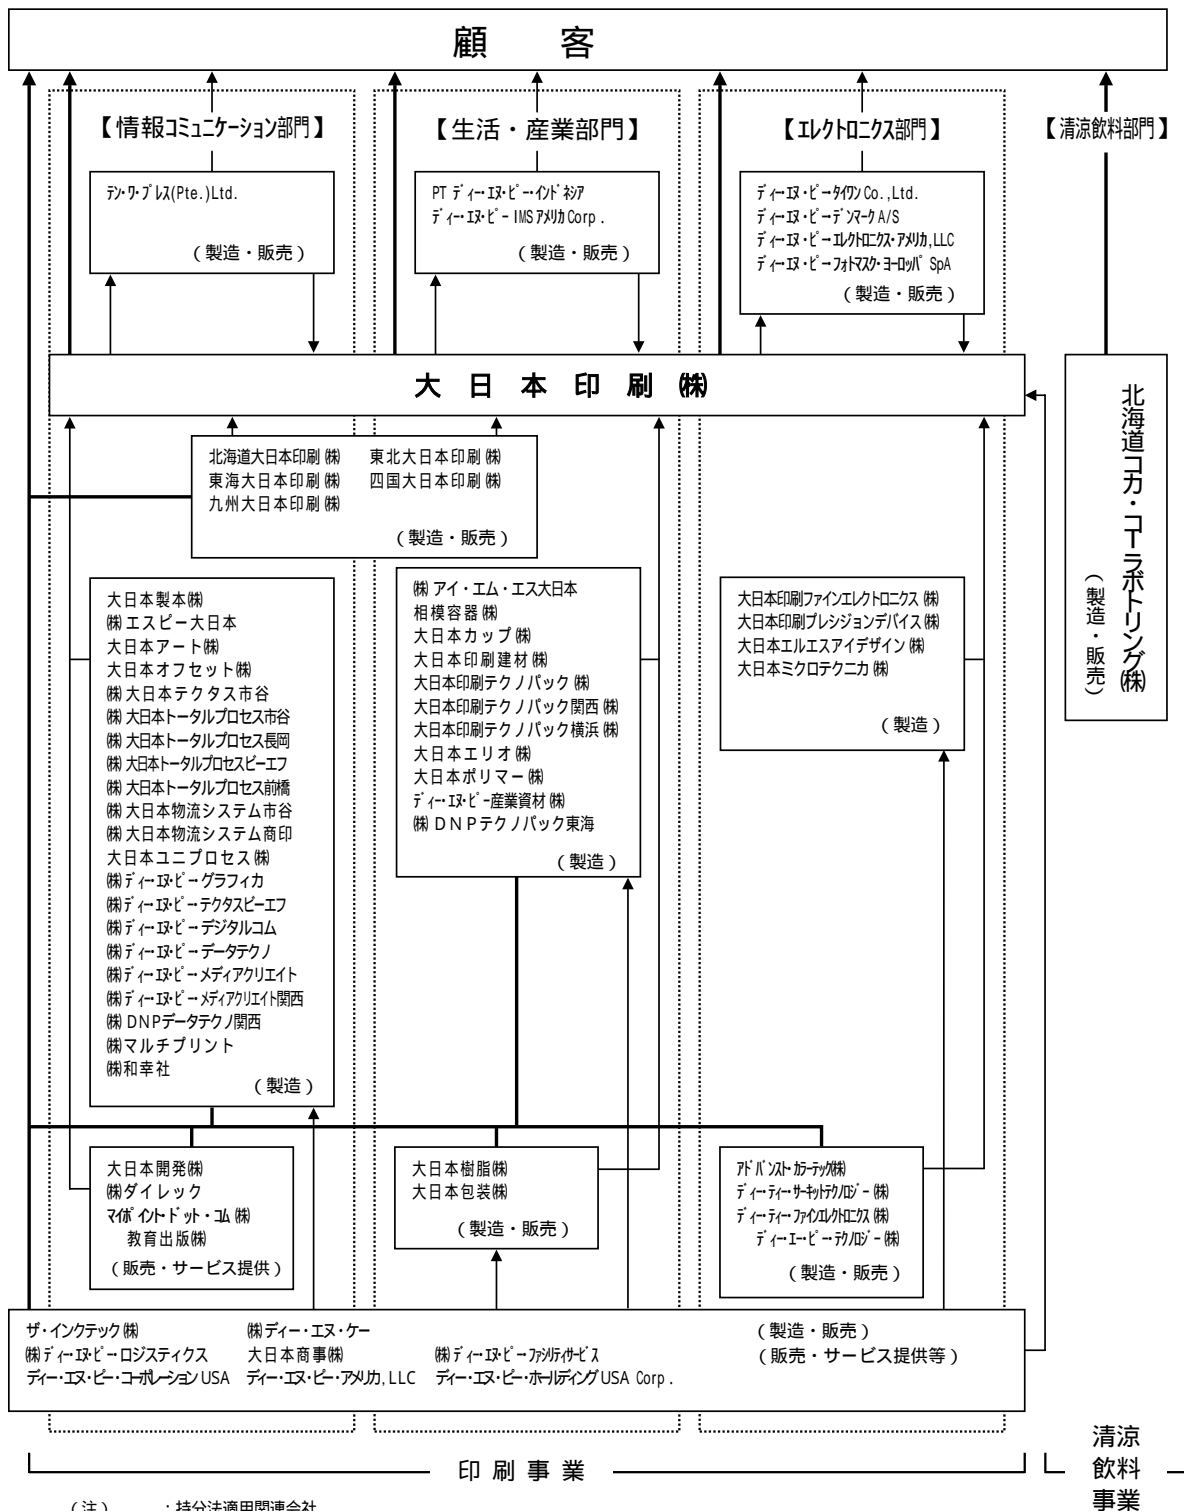 顧 客
【情報コミュニケーション部門】
【生活・産業部門】
【エレクトロニクス部門】
【清涼飲料部門】
テン・ワ・プレス(Pte.)Ltd.
（製造・販売）
PT ディー・エヌ・ピー・インドネシア
ディー・エヌ・ピー IMSアメリカ Corp.
（製造・販売）
ディー・エヌ・ピー・タイワン Co.,Ltd.
ディー・エヌ・ピー・デンマーク A/S
ディー・エヌ・ピー・エレクトロニクス・アメリカ,LLC
ディー・エヌ・ピー・フォトマスク・ヨーロッパ SpA
（製造・販売）
大 日 本 印 刷 ㈱
北海道コカ・コーラボトリング㈱
（製造・販売）
北海道大日本印刷㈱ 東北大日本印刷㈱
東海大日本印刷㈱ 四国大日本印刷㈱
九州大日本印刷㈱
（製造・販売）
大日本製本㈱
㈱エスピー大日本
大日本アート㈱
大日本オフセット㈱
㈱大日本テクタス市谷
㈱大日本トータルプロセス市谷
㈱大日本トータルプロセス長岡
㈱大日本トータルプロセスビーエフ
㈱大日本トータルプロセス前橋
㈱大日本物流システム市谷
㈱大日本物流システム商印
大日本ユニプロセス㈱
㈱ディー・エヌ・ピー・グラフィカ
㈱ディー・エヌ・ピー・テクタスビーエフ
㈱ディー・エヌ・ピー・デジタルコム
㈱ディー・エヌ・ピー・データテクノ
㈱ディー・エヌ・ピー・メディアクリエイト
㈱ディー・エヌ・ピー・メディアクリエイト関西
㈱DNPデータテクノ関西
㈱マルチプリント
㈱和幸社
（製造）
㈱アイ・エム・エス大日本
相模容器㈱
大日本カップ㈱
大日本印刷建材㈱
大日本印刷テクノパック㈱
大日本印刷テクノパック関西㈱
大日本印刷テクノパック横浜㈱
大日本エリオ㈱
大日本ポリマー㈱
ディー・エヌ・ピー産業資材㈱
㈱DNPテクノパック東海
（製造）
大日本印刷ファインエレクトロニクス㈱
大日本印刷プレシジョンデバイス㈱
大日本エルエスアイデザイン㈱
大日本ミクロテクニカ㈱
（製造）
大日本開発㈱
㈱ダイレック
マイポイント・ドット・コム㈱
教育出版㈱
（販売・サービス提供）
大日本樹脂㈱
大日本包装㈱
（製造・販売）
アドバンスト・カラーテック㈱
ディー・ティー・サーキットテクノロジー㈱
ディー・ティー・ファインエレクトロニクス㈱
ディー・エー・ピー・テクノロジー㈱
（製造・販売）
ザ・インクテック㈱ ㈱ディー・エヌ・ケー （製造・販売）
㈱ディー・エヌ・ピー・ロジスティクス 大日本商事㈱ ㈱ディー・エヌ・ピー・ファシリティサービス （販売・サービス提供等）
ディー・エヌ・ピー・コーポレーション USA ディー・エヌ・ピー・アメリカ,LLC ディー・エヌ・ピー・ホールディング USA Corp.
印 刷 事 業
清涼
飲料
事業
（注） ：持分法適用関連会社